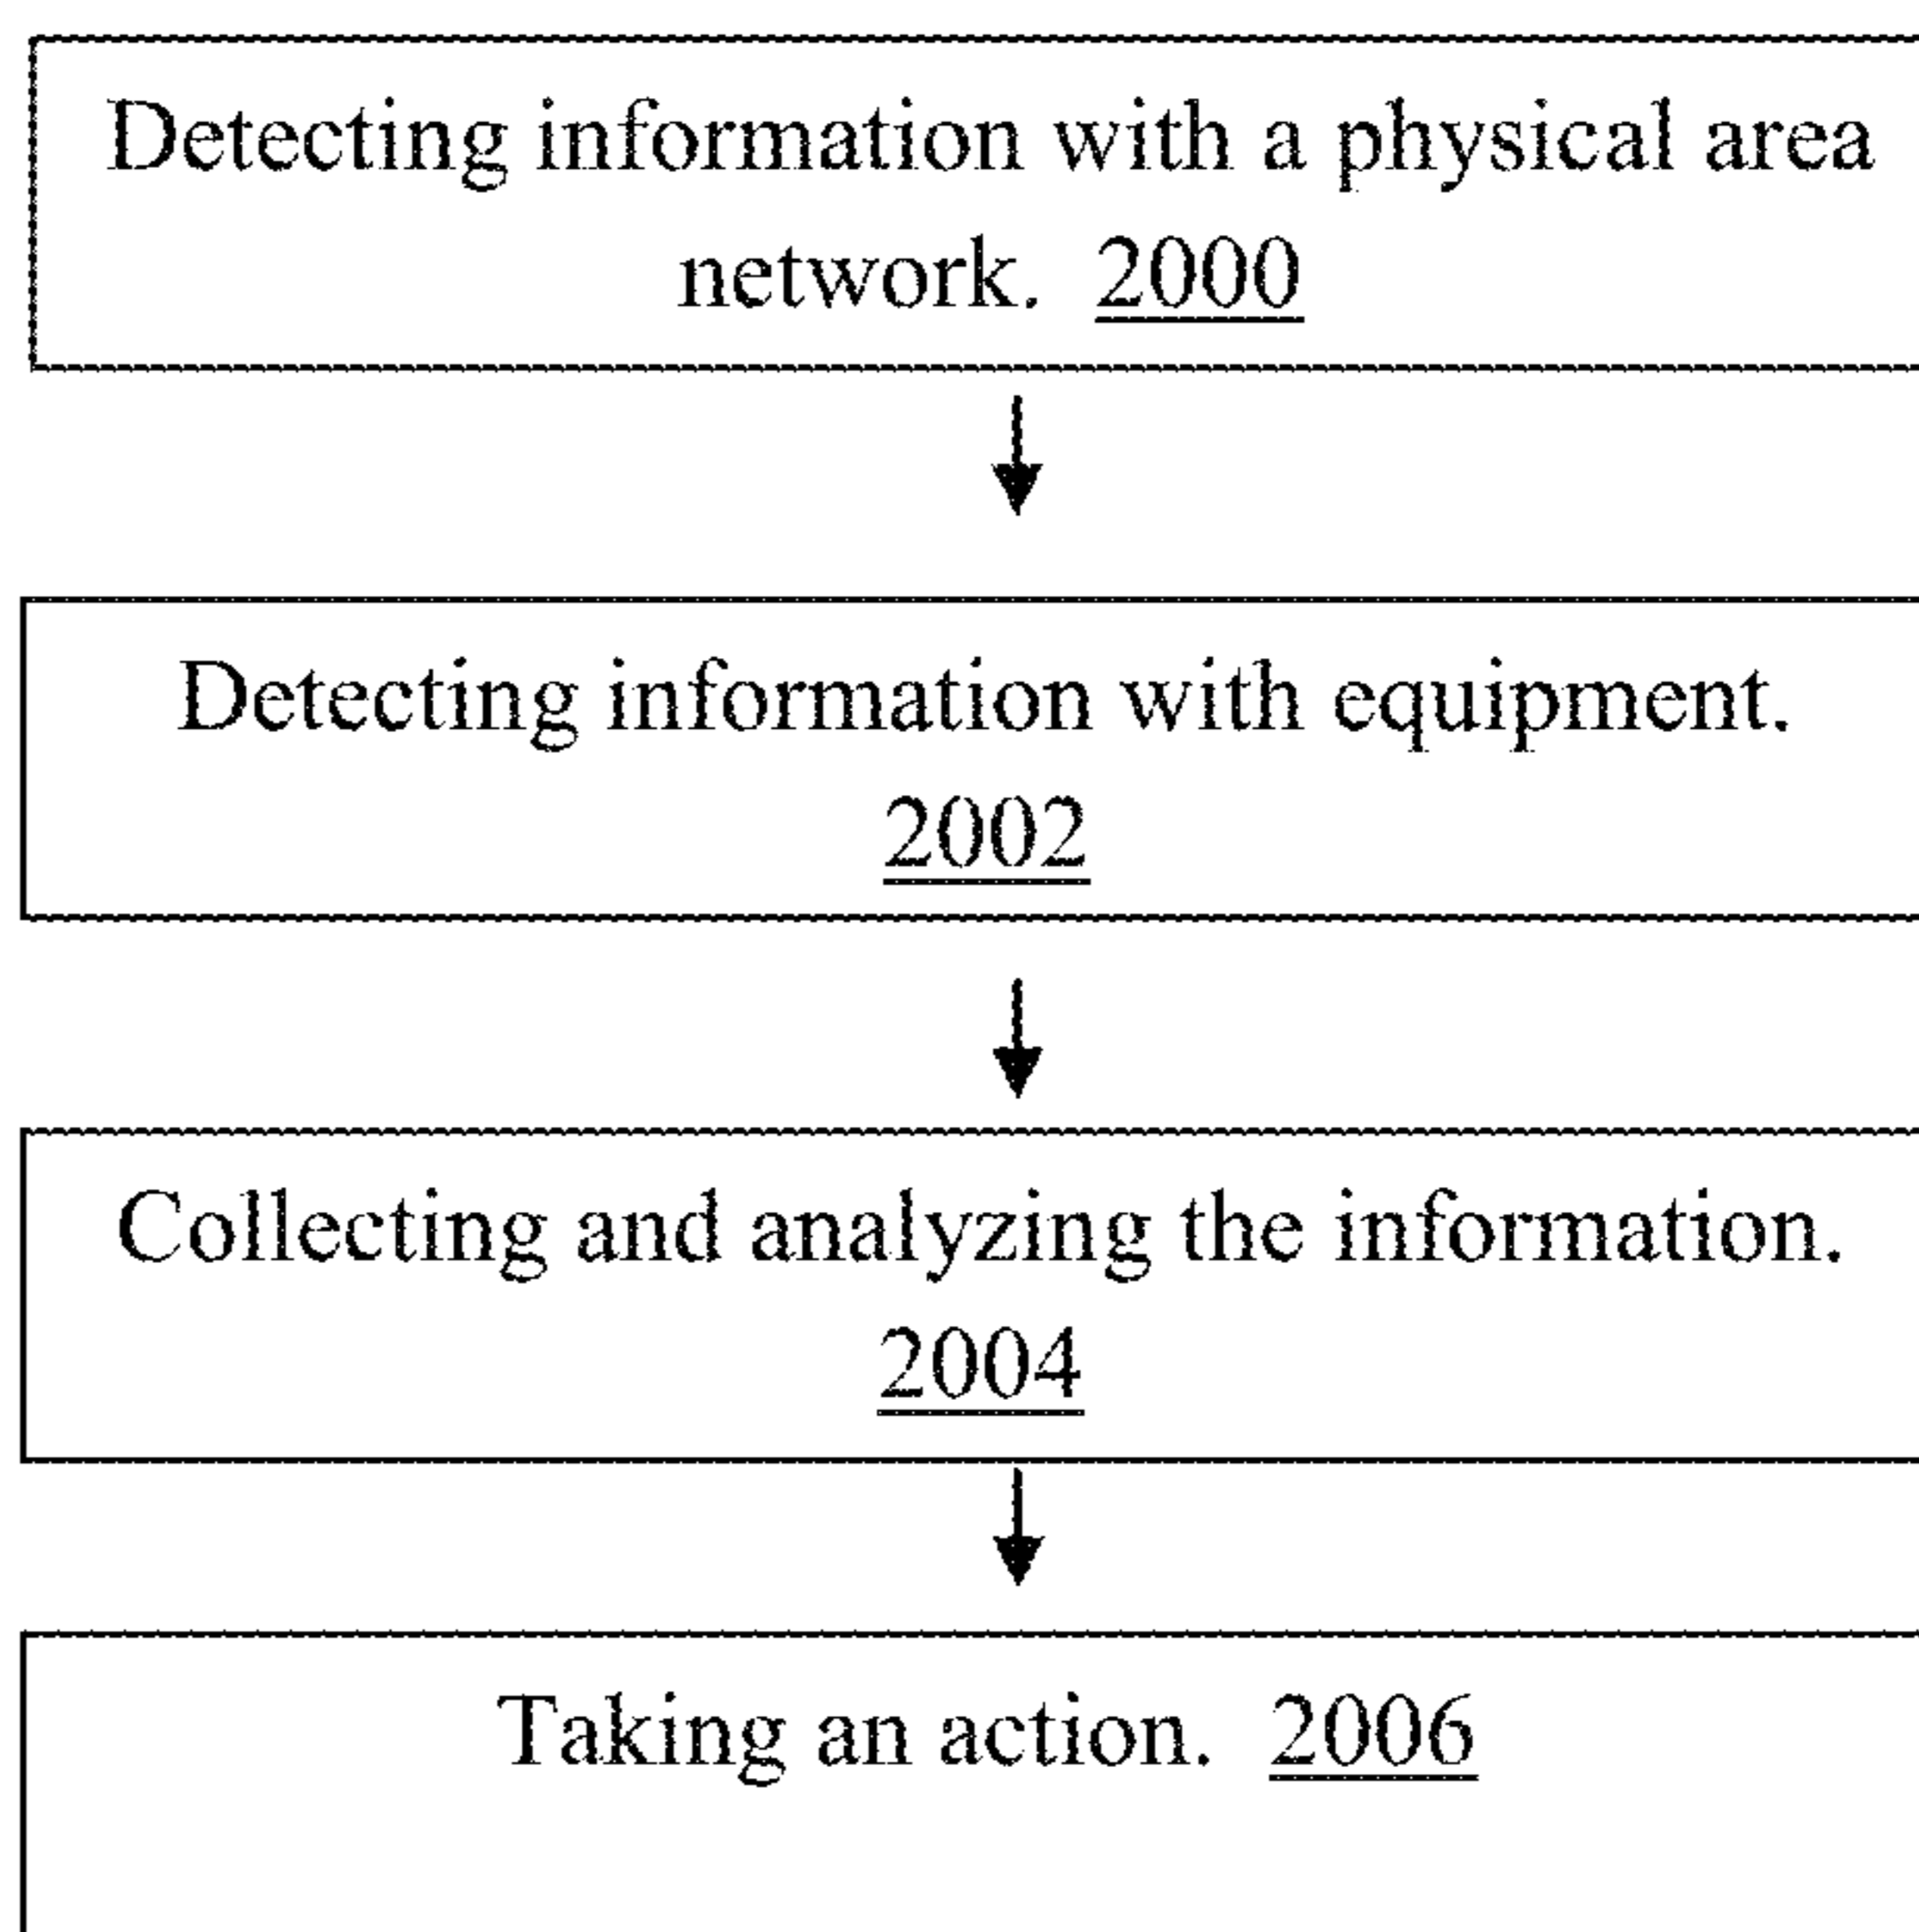 Detecting information with a physical area
network. 2000
Detecting information with equipment.
2002
Collecting and analyzing the information.
2004
Taking an action. 2006